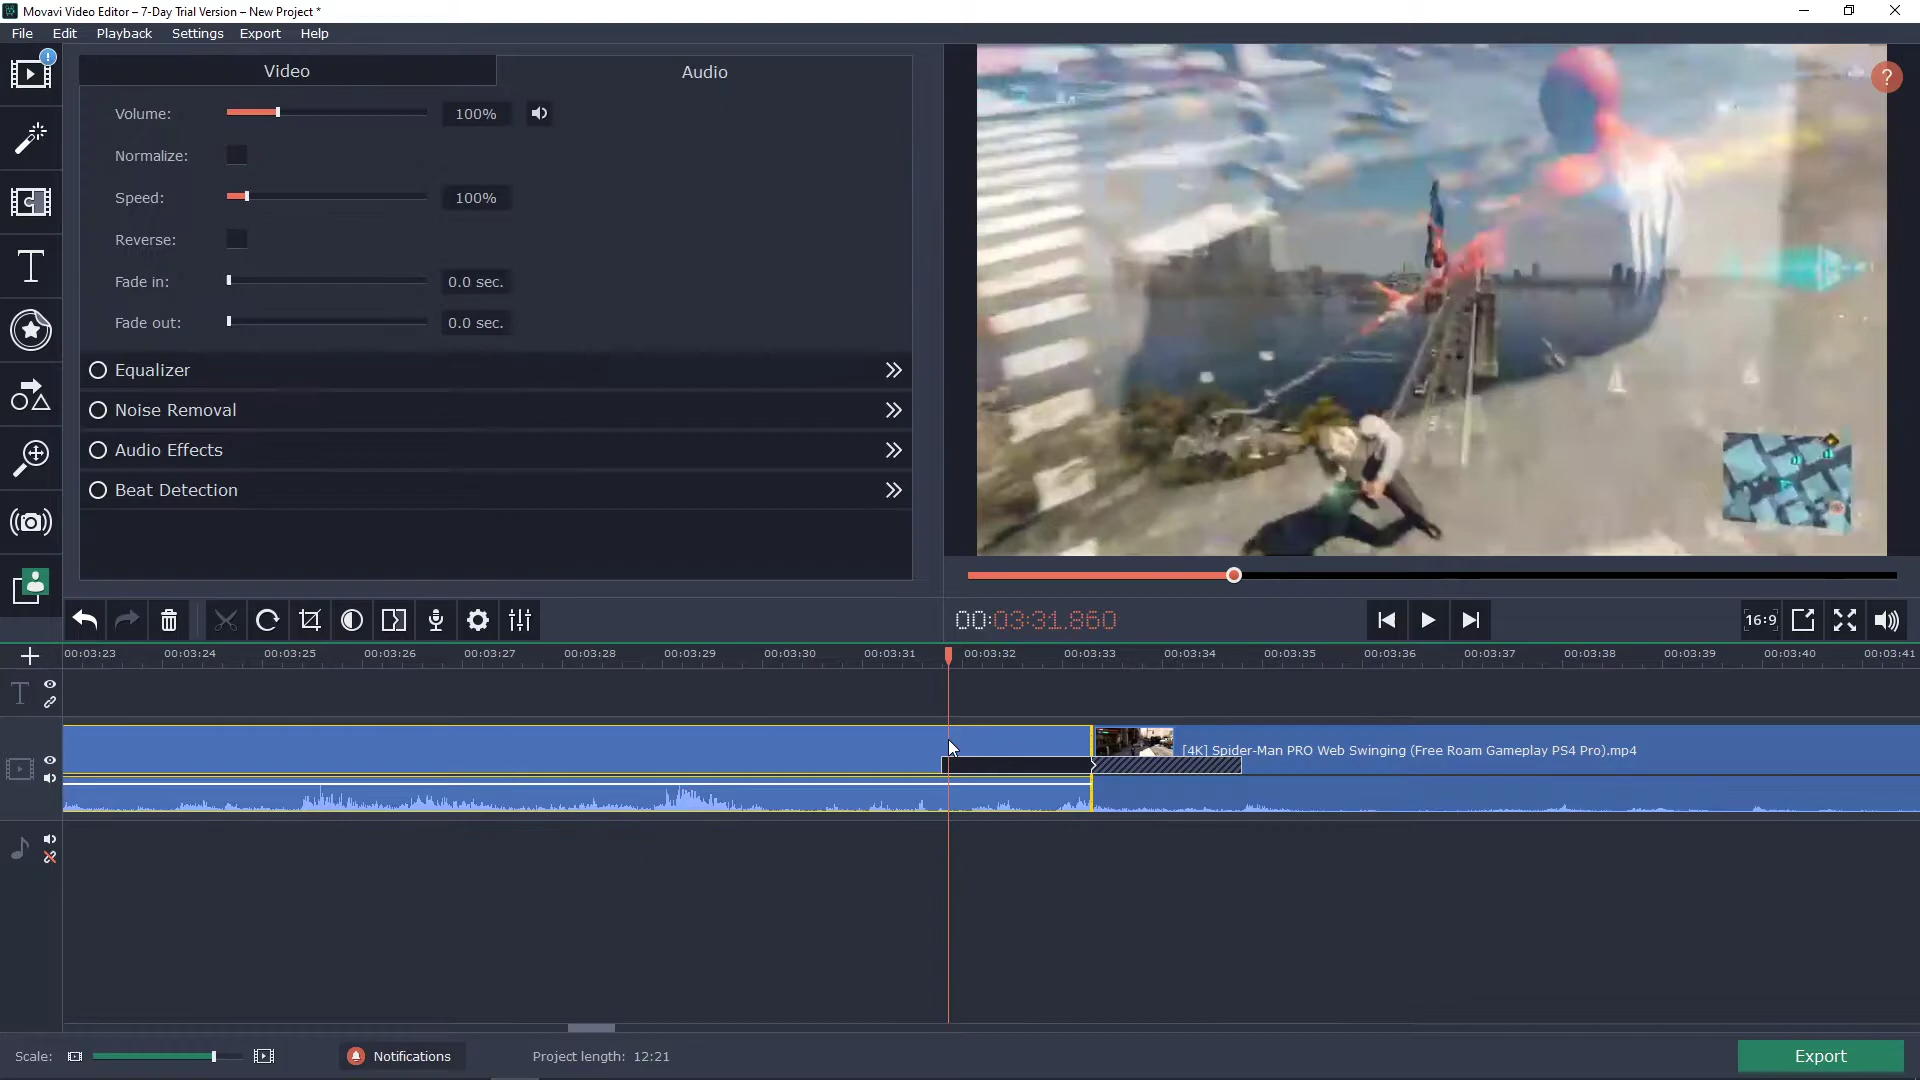 Movavi Video Editor – 7-Day Trial Version – New Project *
File Edit Playback Settings Export Help
Video Audio
Volume: 100%
Normalize:
Speed: 100%
Reverse:
Fade in: 0.0 sec.
Fade out: 0.0 sec.
Equalizer
Noise Removal
Audio Effects
Beat Detection
?
00:03:31.860
16:9
00:03:23 00:03:24 00:03:25 00:03:26 00:03:27 00:03:28 00:03:29 00:03:30 00:03:31 00:03:32 00:03:33 00:03:34 00:03:35 00:03:36 00:03:37 00:03:38 00:03:39 00:03:40 00:03:41
[4K] Spider-Man PRO Web Swinging (Free Roam Gameplay PS4 Pro).mp4
Scale: Notifications Project length: 12:21 Export